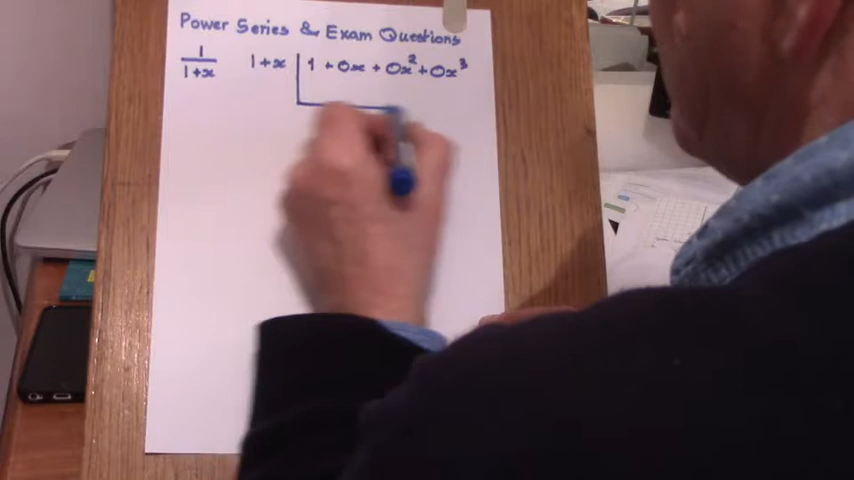 Power Series & Exam Questions
1/1+x 1+x | 1 + 0x + 0x² + 0x³